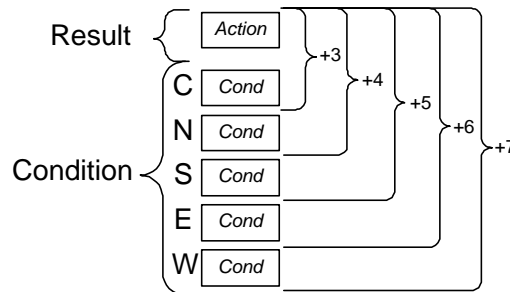 Result Action
+3
C Cond
+4
N Cond
+5
+6
Condition S Cond
+7
E Cond
W Cond